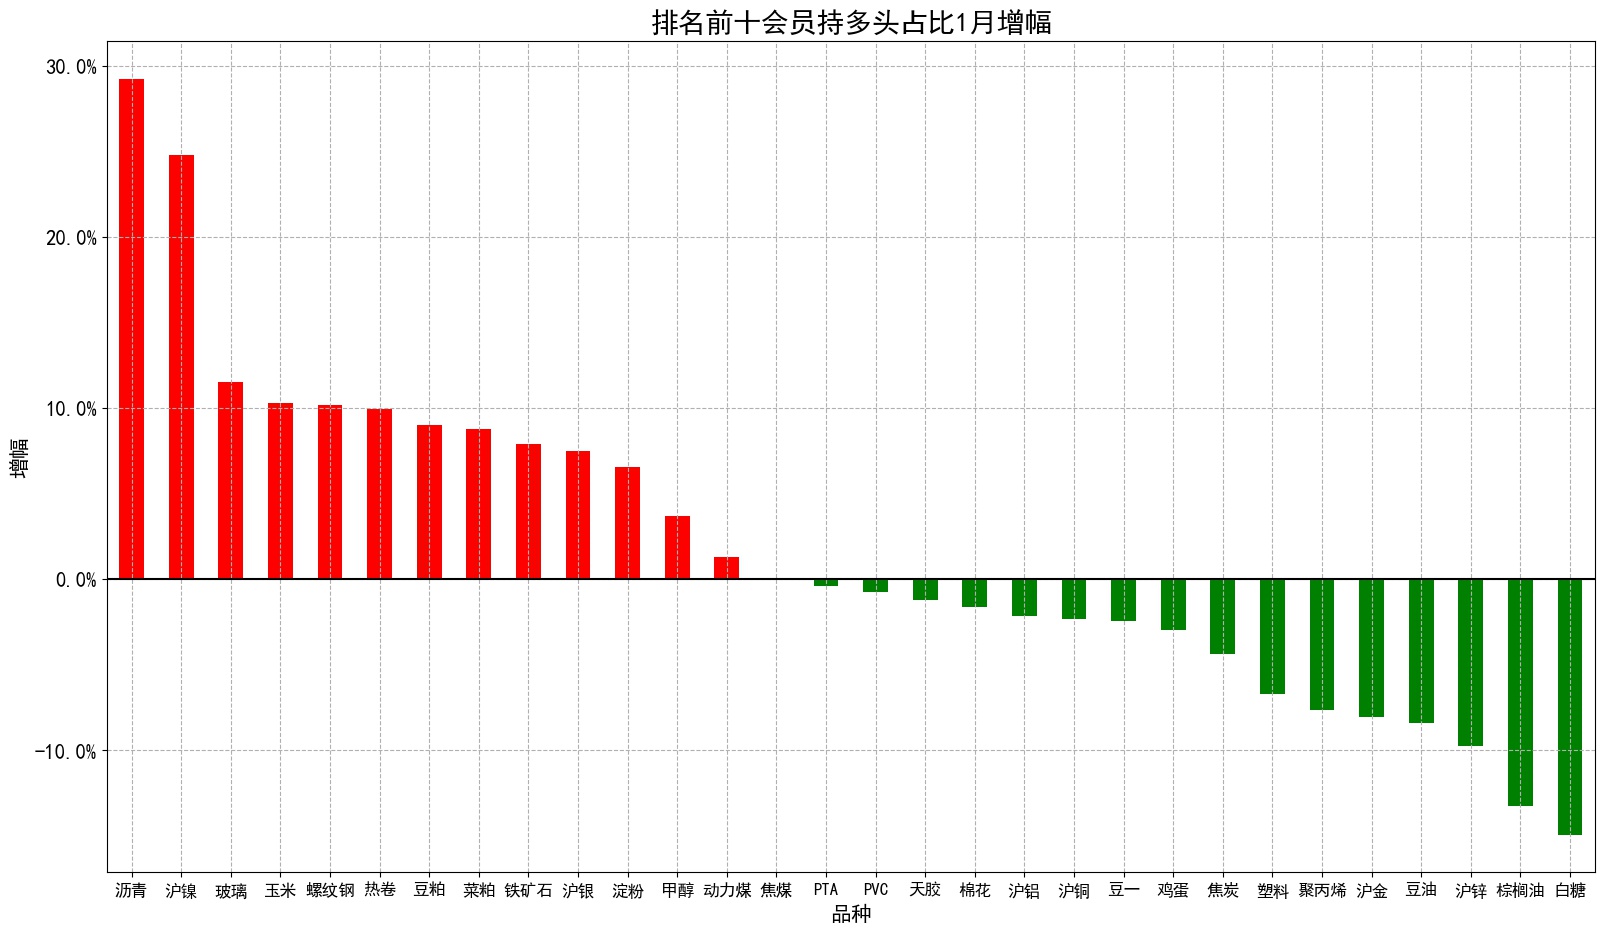 排名前十会员持多头占比1月增幅
30.0%
20.0%
10.0%
0.0%
−10.0%
增幅
沥青 沪镍 玻璃 玉米 螺纹钢 热卷 豆粕 菜粕 铁矿石 沪银 淀粉 甲醇 动力煤 焦煤 PTA PVC 天胶 棉花 沪铝 沪铜 豆一 鸡蛋 焦炭 塑料 聚丙烯 沪金 豆油 沪锌 棕榈油 白糖
品种